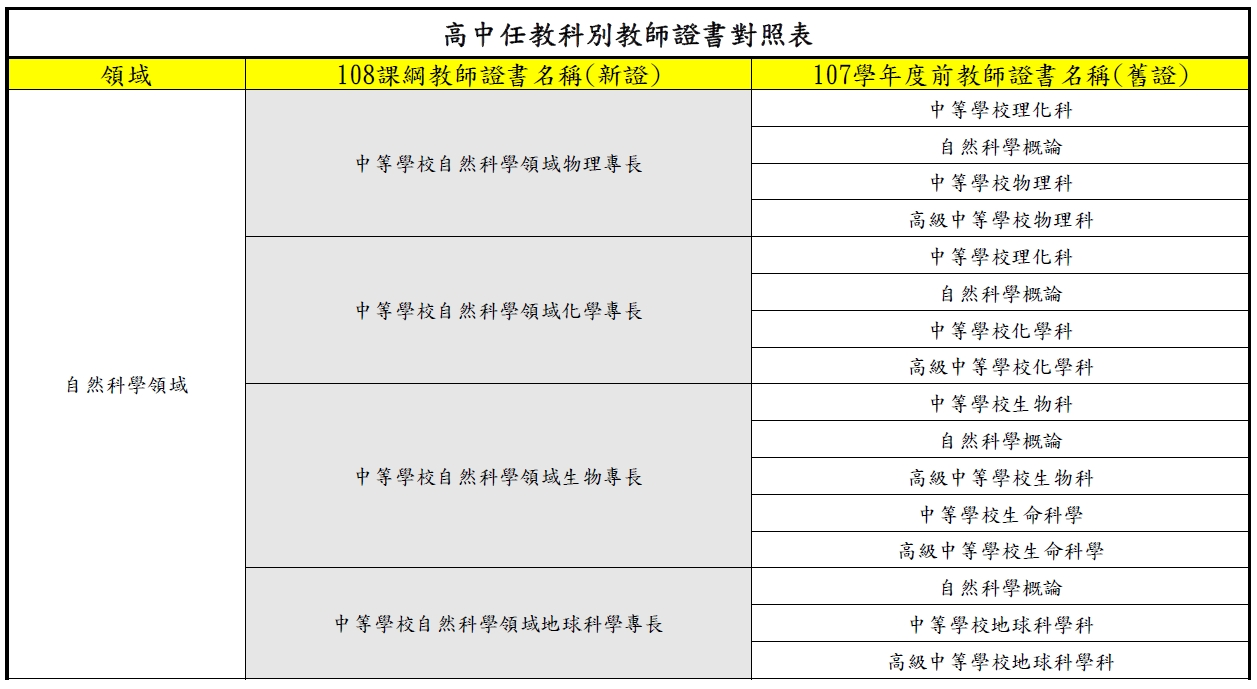 高中任教科別教師證書對照表
領域 108課綱教師證書名稱(新證) 107學年度前教師證書名稱(舊證)
自然科學領域
中等學校自然科學領域物理專長
中等學校理化科
自然科學概論
中等學校物理科
高級中等學校物理科
中等學校自然科學領域化學專長
中等學校理化科
自然科學概論
中等學校化學科
高級中等學校化學科
中等學校自然科學領域生物專長
中等學校生物科
自然科學概論
高級中等學校生物科
中等學校生命科學
高級中等學校生命科學
中等學校自然科學領域地球科學專長
自然科學概論
中等學校地球科學科
高級中等學校地球科學科